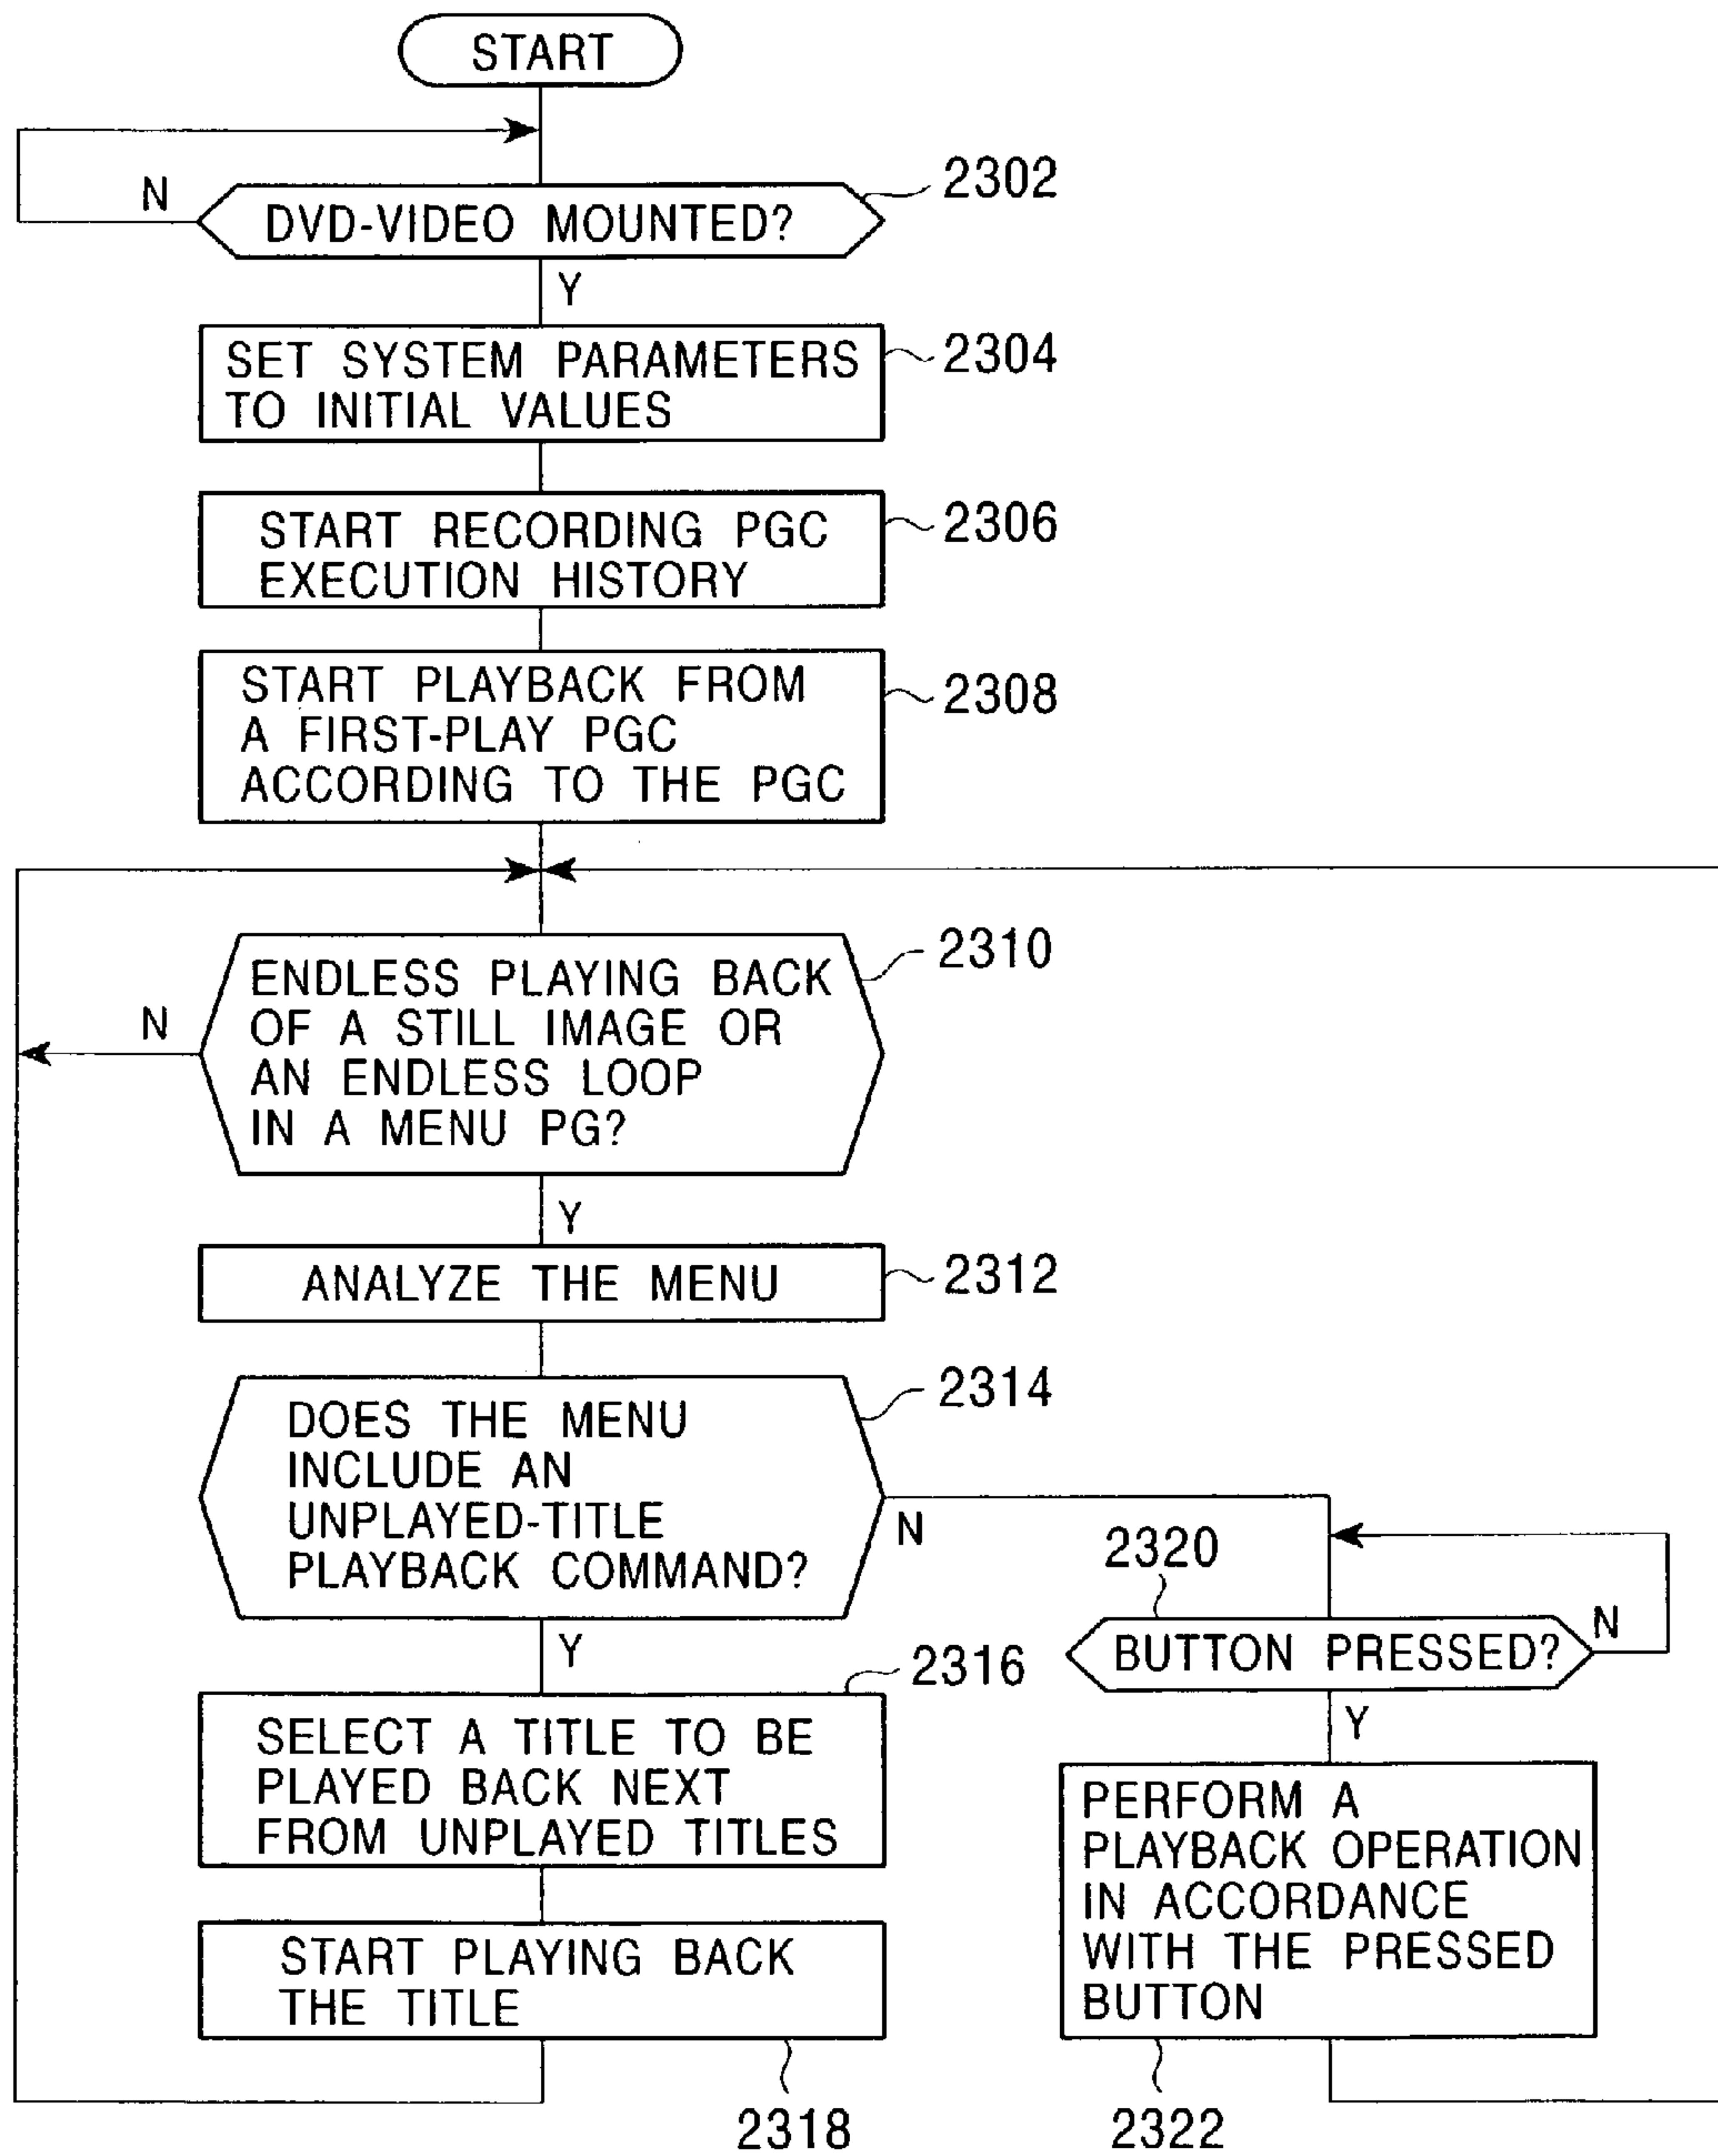 START
N
DVD-VIDEO MOUNTED?
2302
Y
SET SYSTEM PARAMETERS
TO INITIAL VALUES
2304
START RECORDING PGC
EXECUTION HISTORY
2306
START PLAYBACK FROM
A FIRST-PLAY PGC
ACCORDING TO THE PGC
2308
ENDLESS PLAYING BACK
OF A STILL IMAGE OR
AN ENDLESS LOOP
IN A MENU PG?
2310
N
Y
ANALYZE THE MENU
2312
DOES THE MENU
INCLUDE AN
UNPLAYED-TITLE
PLAYBACK COMMAND?
2314
N
Y
SELECT A TITLE TO BE
PLAYED BACK NEXT
FROM UNPLAYED TITLES
2316
START PLAYING BACK
THE TITLE
2318
2320
BUTTON PRESSED?
N
Y
PERFORM A
PLAYBACK OPERATION
IN ACCORDANCE
WITH THE PRESSED
BUTTON
2322